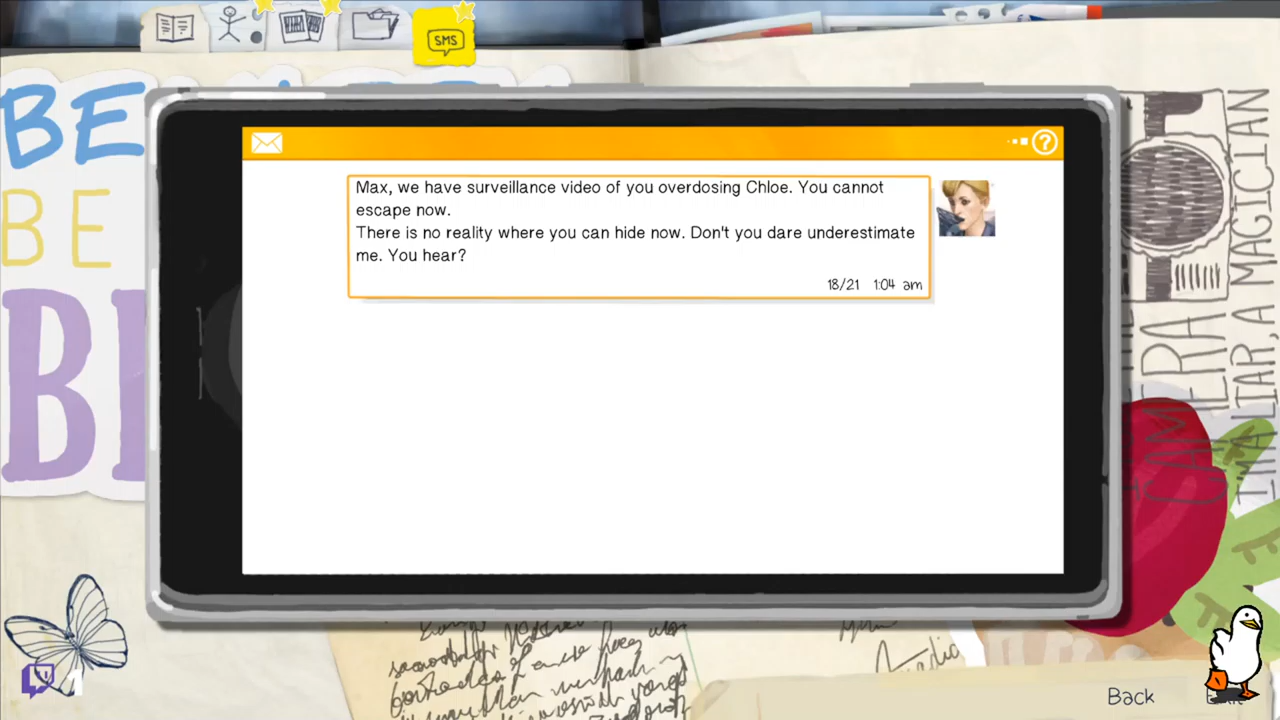 SMS
BE
BE
Max, we have surveillance video of you overdosing Chloe. You cannot
escape now.
There is no reality where you can hide now. Don't you dare underestimate
me. You hear?
18/21 1:04 am
CAMERA
LIAR, A MAGICIAN
Back